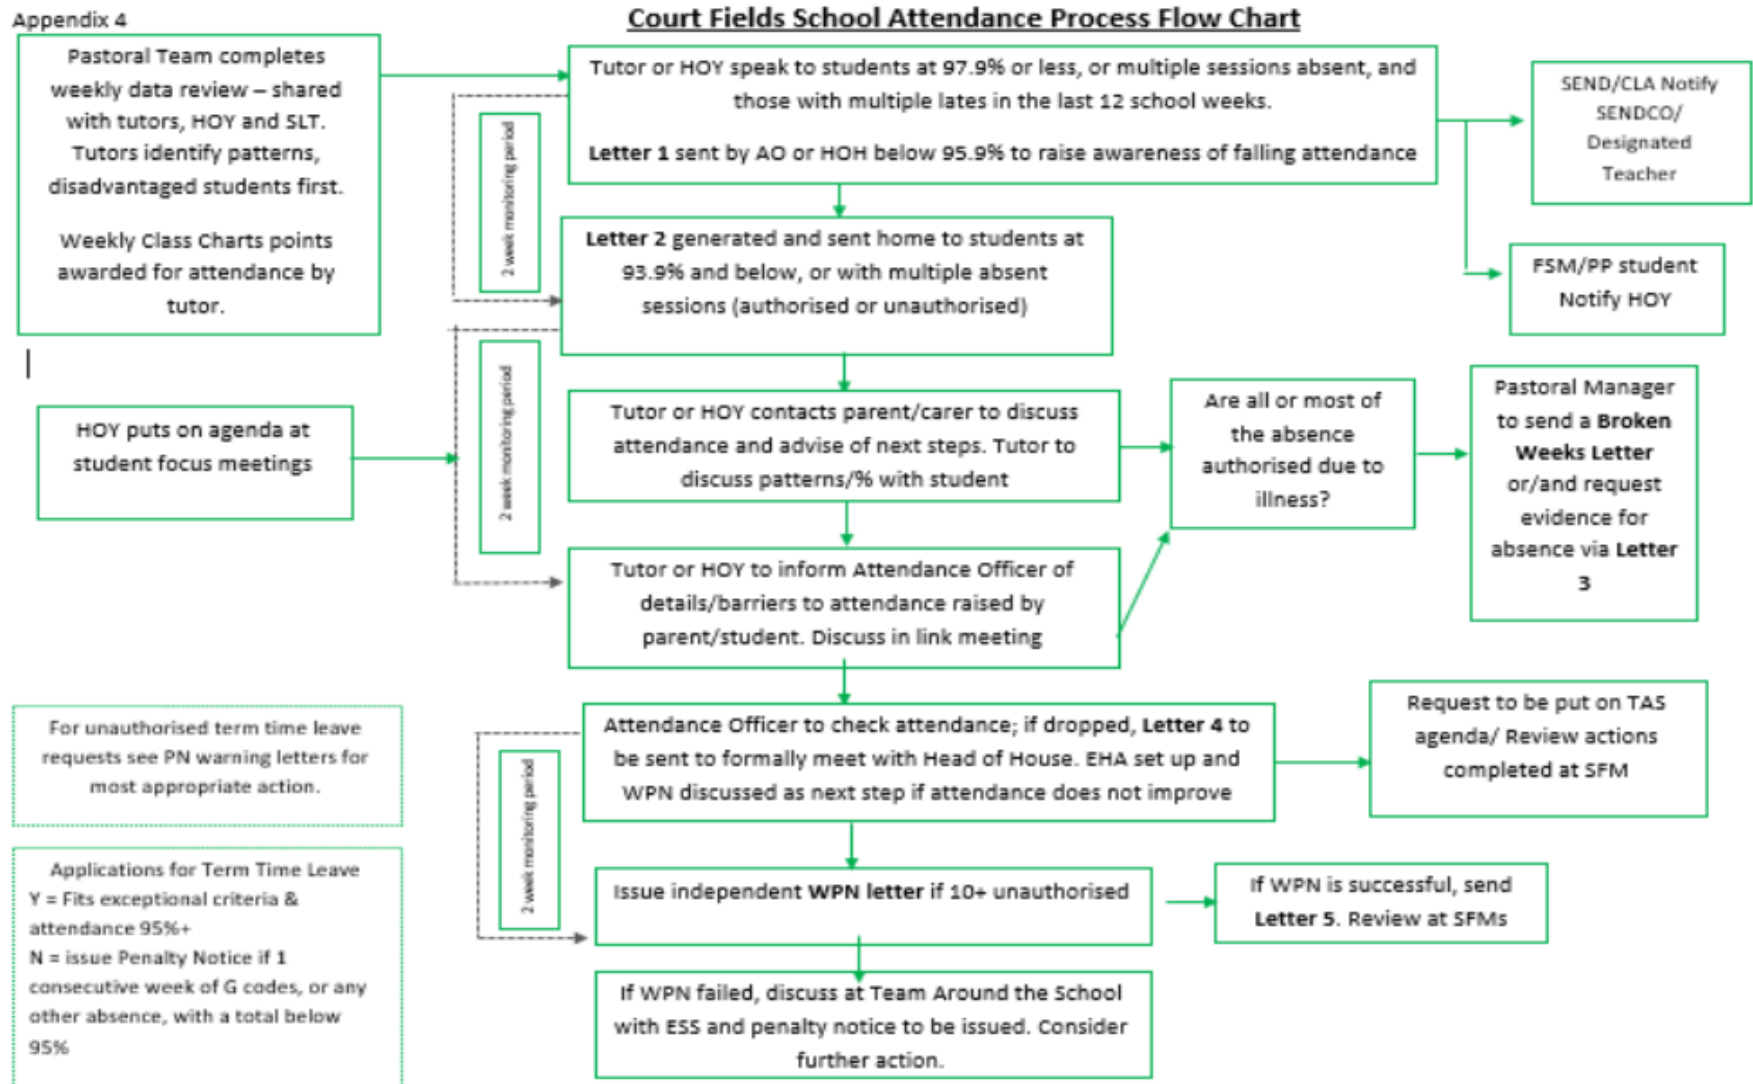 Appendix 4
Court Fields School Attendance Process Flow Chart
Pastoral Team completes
weekly data review – shared
with tutors, HOY and SLT.
Tutors identify patterns,
disadvantaged students first.
Weekly Class Charts points
awarded for attendance by
tutor.
Tutor or HOY speak to students at 97.9% or less, or multiple sessions absent, and
those with multiple lates in the last 12 school weeks.
Letter 1 sent by AO or HOH below 95.9% to raise awareness of falling attendance
SEND/CLA Notify
SENDCO/
Designated
Teacher
FSM/PP student
Notify HOY
2 week monitoring period
Letter 2 generated and sent home to students at
93.9% and below, or with multiple absent
sessions (authorised or unauthorised)
HOY puts on agenda at
student focus meetings
2 week monitoring period
Tutor or HOY contacts parent/carer to discuss
attendance and advise of next steps. Tutor to
discuss patterns/% with student
Are all or most of
the absence
authorised due to
illness?
Pastoral Manager
to send a Broken
Weeks Letter
or/and request
evidence for
absence via Letter
3
Tutor or HOY to inform Attendance Officer of
details/barriers to attendance raised by
parent/student. Discuss in link meeting
For unauthorised term time leave
requests see PN warning letters for
most appropriate action.
Attendance Officer to check attendance; if dropped, Letter 4 to
be sent to formally meet with Head of House. EHA set up and
WPN discussed as next step if attendance does not improve
Request to be put on TAS
agenda/ Review actions
completed at SFM
2 week monitoring period
Applications for Term Time Leave
Y = Fits exceptional criteria &
attendance 95%+
N = issue Penalty Notice if 1
consecutive week of G codes, or any
other absence, with a total below
95%
Issue independent WPN letter if 10+ unauthorised
If WPN is successful, send
Letter 5. Review at SFMs
If WPN failed, discuss at Team Around the School
with ESS and penalty notice to be issued. Consider
further action.